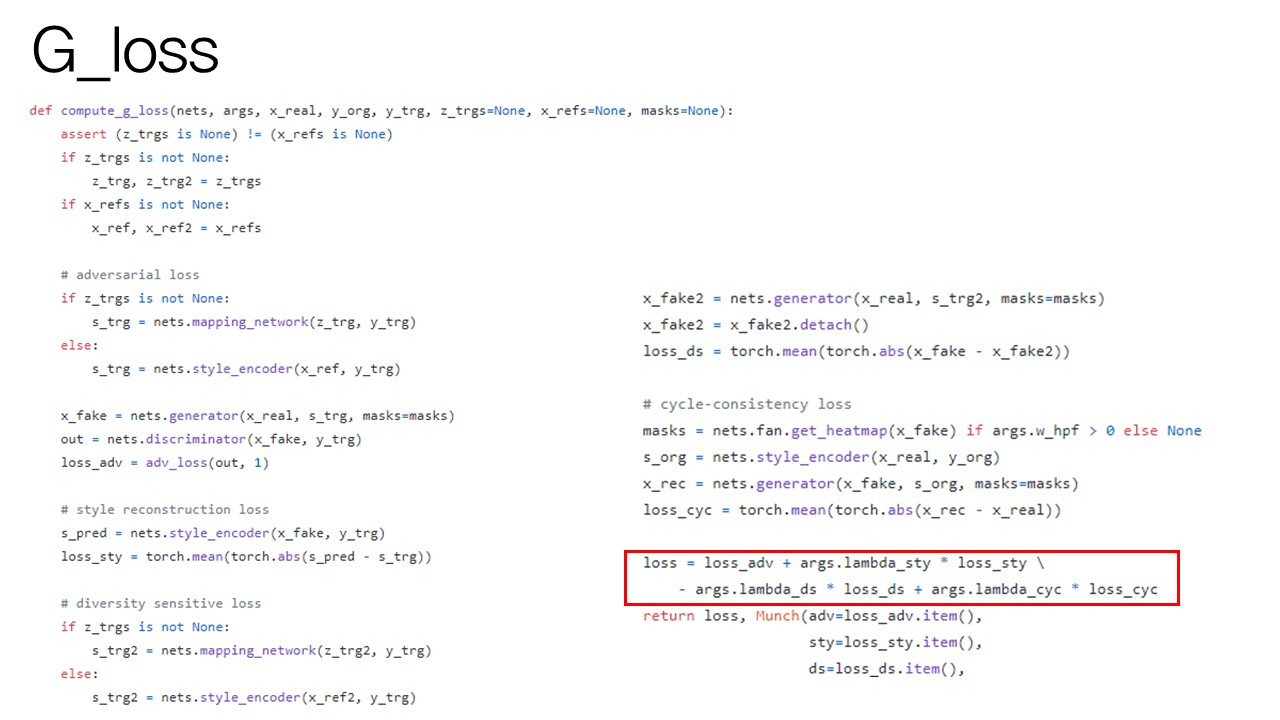 G_loss
def compute_g_loss(nets, args, x_real, y_org, y_trg, z_trgs=None, x_refs=None, masks=None):
    assert (z_trgs is None) != (x_refs is None)
    if z_trgs is not None:
        z_trg, z_trg2 = z_trgs
    if x_refs is not None:
        x_ref, x_ref2 = x_refs

    # adversarial loss
    if z_trgs is not None:
        s_trg = nets.mapping_network(z_trg, y_trg)
    else:
        s_trg = nets.style_encoder(x_ref, y_trg)

    x_fake = nets.generator(x_real, s_trg, masks=masks)
    out = nets.discriminator(x_fake, y_trg)
    loss_adv = adv_loss(out, 1)

    # style reconstruction loss
    s_pred = nets.style_encoder(x_fake, y_trg)
    loss_sty = torch.mean(torch.abs(s_pred - s_trg))

    # diversity sensitive loss
    if z_trgs is not None:
        s_trg2 = nets.mapping_network(z_trg2, y_trg)
    else:
        s_trg2 = nets.style_encoder(x_ref2, y_trg)
    x_fake2 = nets.generator(x_real, s_trg2, masks=masks)
    x_fake2 = x_fake2.detach()
    loss_ds = torch.mean(torch.abs(x_fake - x_fake2))

    # cycle-consistency loss
    masks = nets.fan.get_heatmap(x_fake) if args.w_hpf > 0 else None
    s_org = nets.style_encoder(x_real, y_org)
    x_rec = nets.generator(x_fake, s_org, masks=masks)
    loss_cyc = torch.mean(torch.abs(x_rec - x_real))

    loss = loss_adv + args.lambda_sty * loss_sty \
        - args.lambda_ds * loss_ds + args.lambda_cyc * loss_cyc
    return loss, Munch(adv=loss_adv.item(),
                       sty=loss_sty.item(),
                       ds=loss_ds.item(),